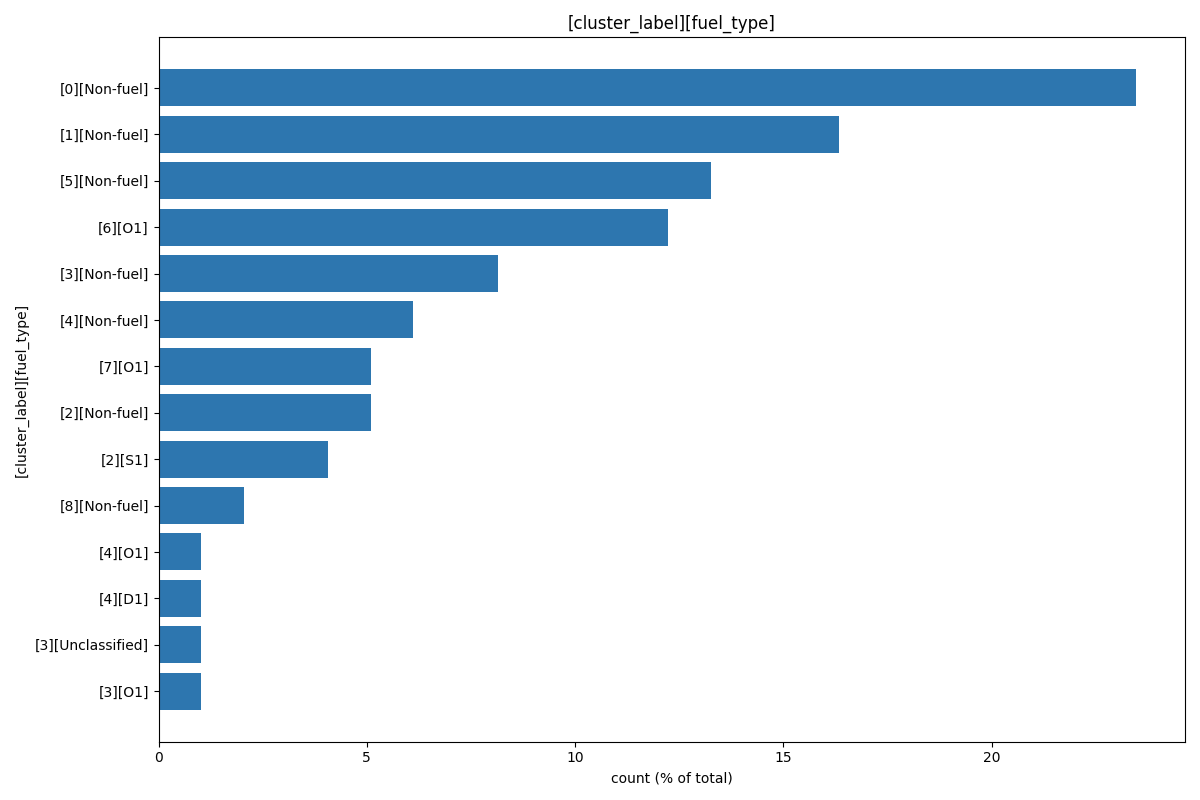 [cluster_label][fuel_type]
[0][Non-fuel]
[1][Non-fuel]
[5][Non-fuel]
[6][O1]
[3][Non-fuel]
[4][Non-fuel]
[7][O1]
[2][Non-fuel]
[2][S1]
[8][Non-fuel]
[4][O1]
[4][D1]
[3][Unclassified]
[3][O1]
[cluster_label][fuel_type]
0 5 10 15 20
count (% of total)